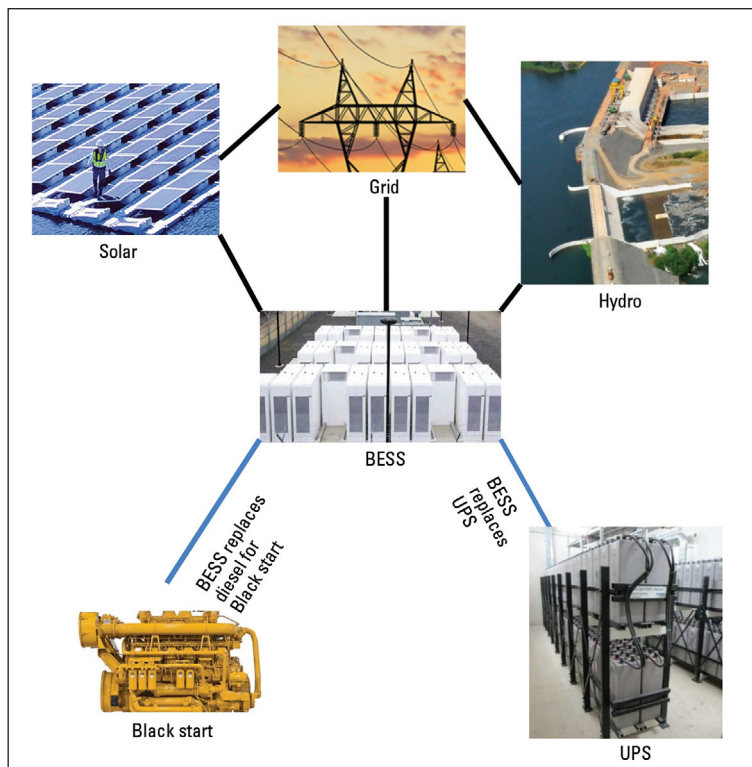 Grid
Solar
Hydro
BESS
BESS replaces
diesel for
Black start
BESS
replaces
UPS
Black start
UPS